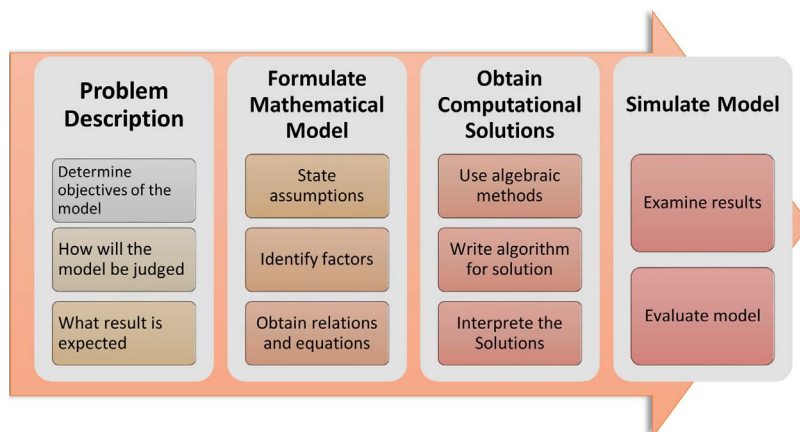 Problem
Description
Determine
objectives of the
model
How will the
model be judged
What result is
expected
Formulate
Mathematical
Model
State
assumptions
Identify factors
Obtain relations
and equations
Obtain
Computational
Solutions
Use algebraic
methods
Write algorithm
for solution
Interprete the
Solutions
Simulate Model
Examine results
Evaluate model